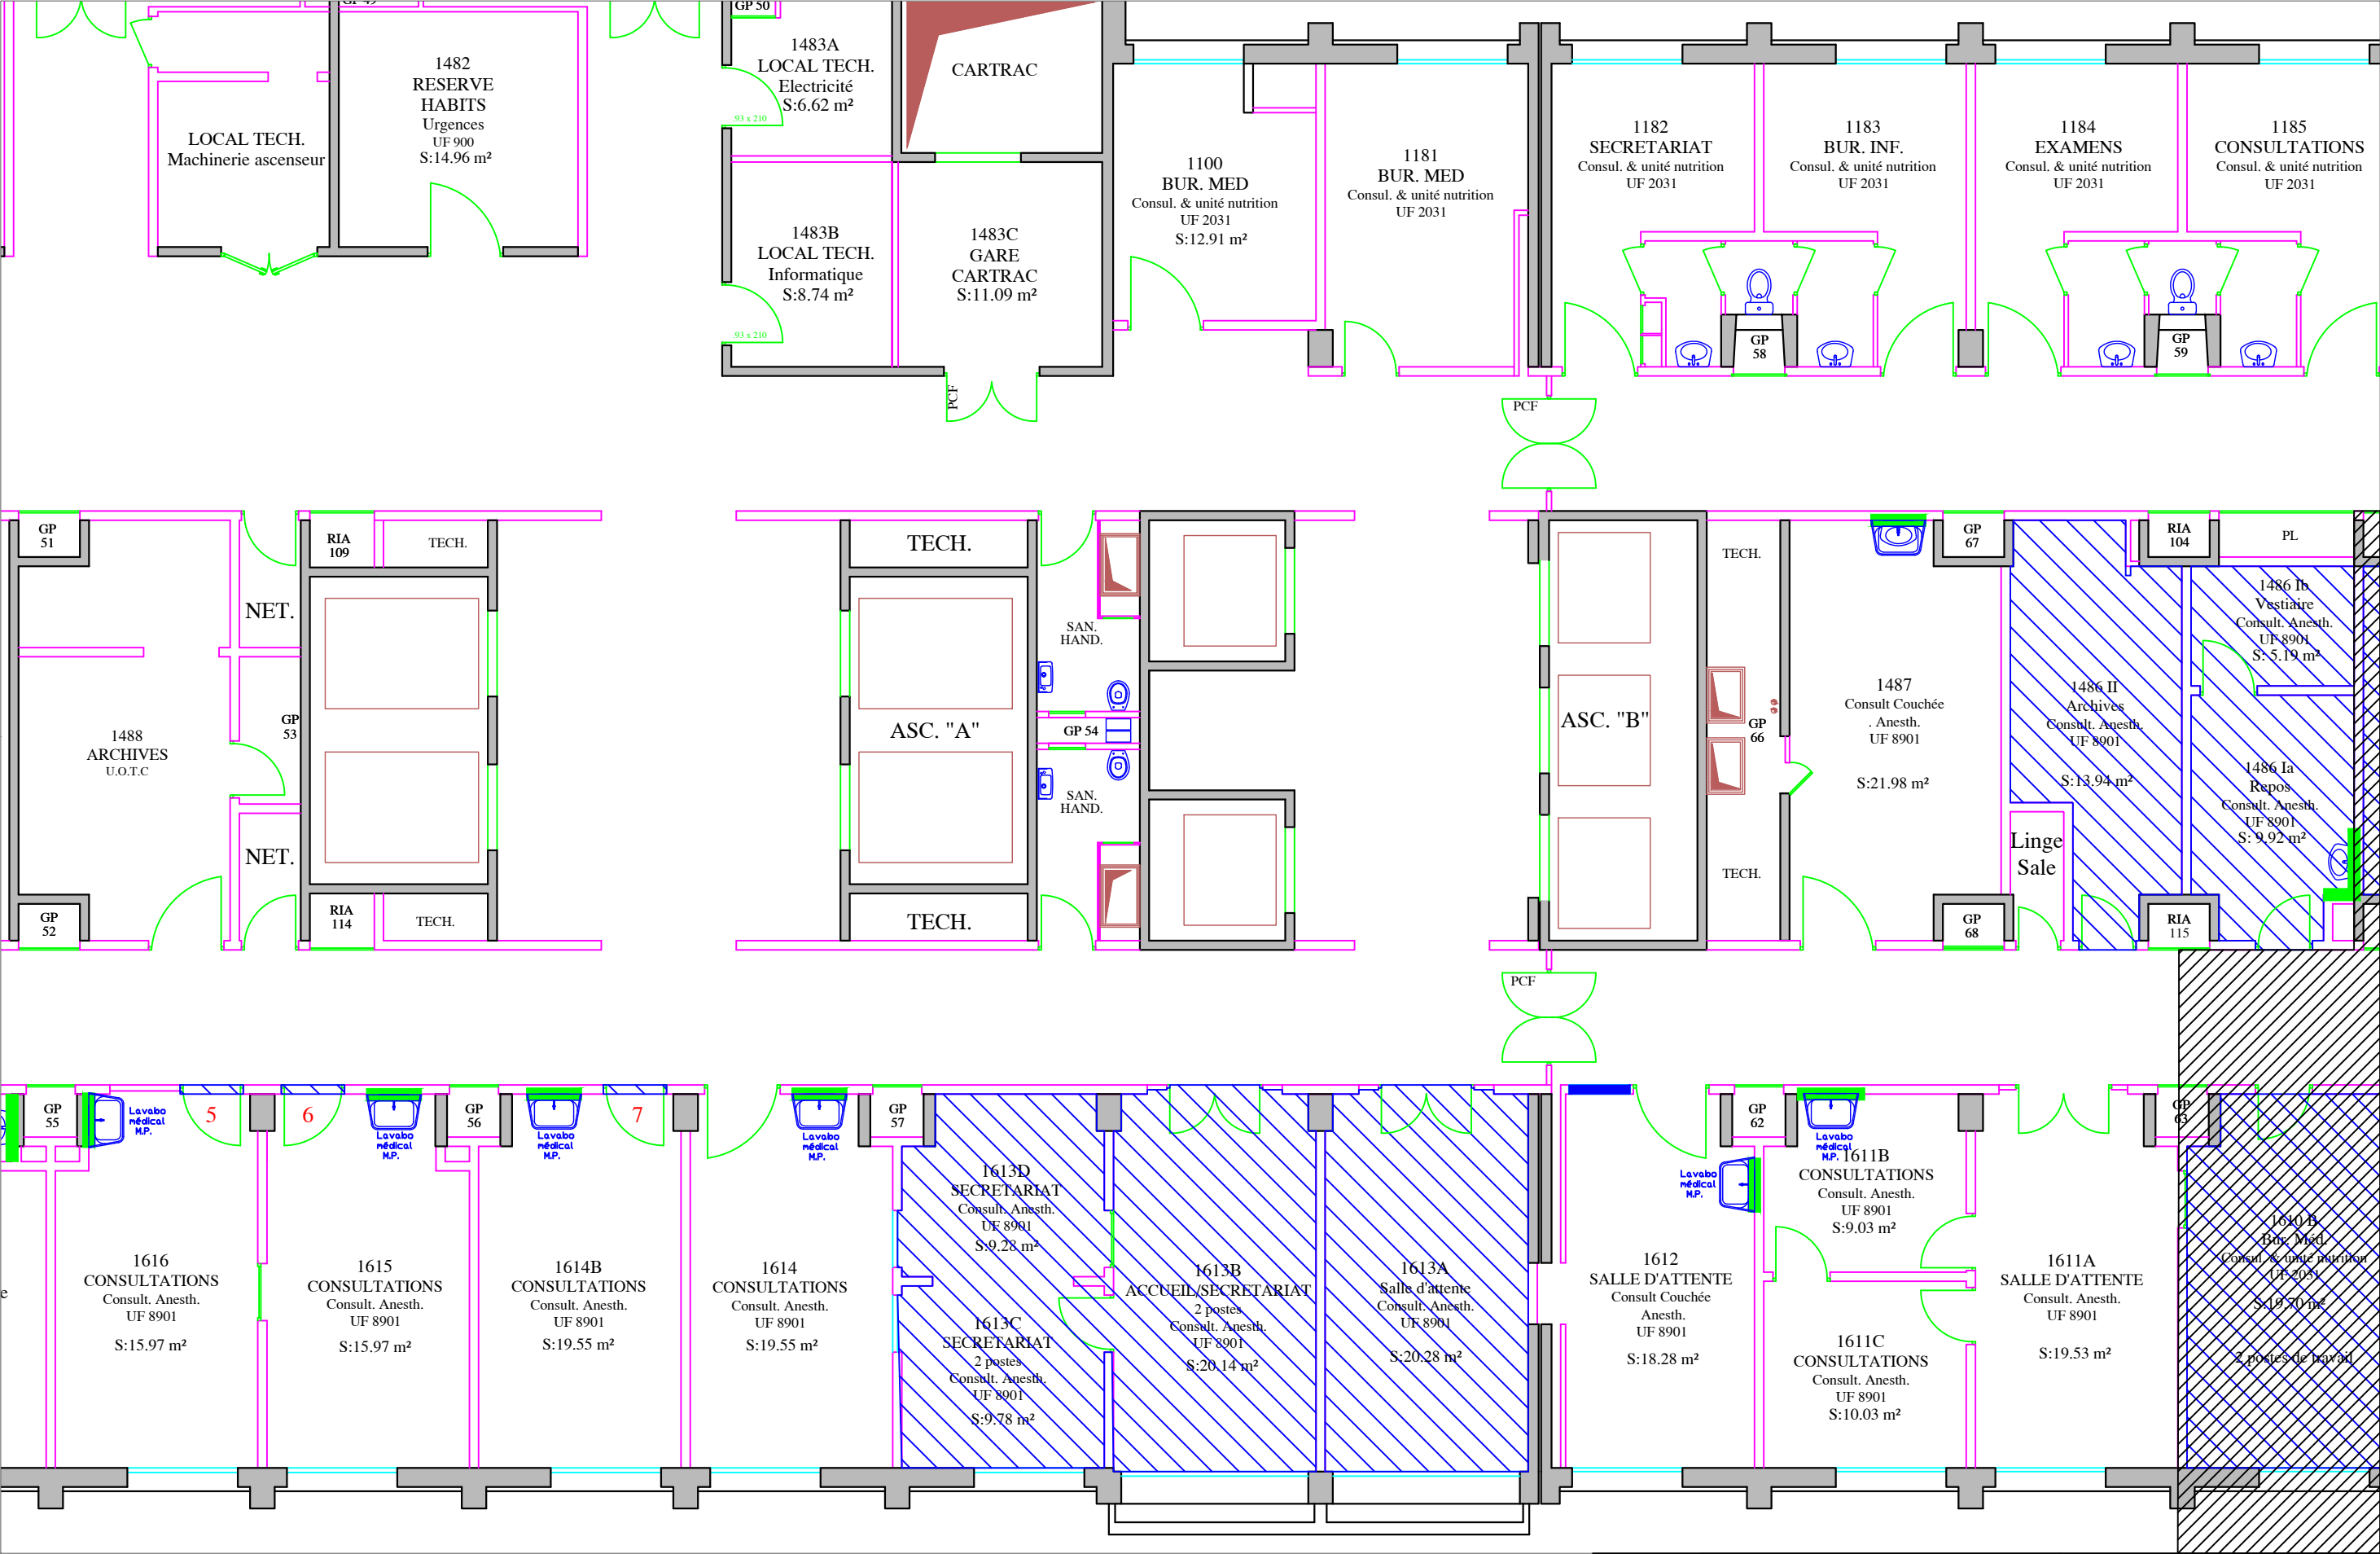 GP 50
1483A
LOCAL TECH.
Electricité
S:6.62 m²
.93 x 210
CARTRAC
1482
RESERVE
HABITS
Urgences
UF 900
S:14.96 m²
LOCAL TECH.
Machinerie ascenseur
1483B
LOCAL TECH.
Informatique
S:8.74 m²
.93 x 210
1483C
GARE
CARTRAC
S:11.09 m²
PCF
1100
BUR. MED
Consul. & unité nutrition
UF 2031
S:12.91 m²
1181
BUR. MED
Consul. & unité nutrition
UF 2031
1182
SECRETARIAT
Consul. & unité nutrition
UF 2031
1183
BUR. INF.
Consul. & unité nutrition
UF 2031
1184
EXAMENS
Consul. & unité nutrition
UF 2031
1185
CONSULTATIONS
Consul. & unité nutrition
UF 2031
GP
58
GP
59
PCF
GP
51
RIA
109
TECH.
NET.
GP
53
1488
ARCHIVES
U.O.T.C
NET.
GP
52
RIA
114
TECH.
TECH.
ASC. "A"
TECH.
SAN.
HAND.
GP 54
SAN.
HAND.
ASC. "B"
TECH.
GP
66
TECH.
1487
Consult Couchée
. Anesth.
UF 8901
S:21.98 m²
GP
67
GP
68
1486 II
Archives
Consult. Anesth.
UF 8901
S:13.94 m²
Linge
Sale
RIA
104
PL
1486 Ib
Vestiaire
Consult. Anesth.
UF 8901
S: 5.19 m²
1486 Ia
Repos
Consult. Anesth.
UF 8901
S: 9.92 m²
RIA
115
PCF
GP
55
Lavabo
médical
M.P.
5
6
Lavabo
médical
M.P.
GP
56
Lavabo
médical
M.P.
7
Lavabo
médical
M.P.
GP
57
1616
CONSULTATIONS
Consult. Anesth.
UF 8901
S:15.97 m²
1615
CONSULTATIONS
Consult. Anesth.
UF 8901
S:15.97 m²
1614B
CONSULTATIONS
Consult. Anesth.
UF 8901
S:19.55 m²
1614
CONSULTATIONS
Consult. Anesth.
UF 8901
S:19.55 m²
1613D
SECRETARIAT
Consult. Anesth.
UF 8901
S:9.28 m²
1613C
SECRETARIAT
2 postes
Consult. Anesth.
UF 8901
S:9.78 m²
1613B
ACCUEIL/SECRETARIAT
2 postes
Consult. Anesth.
UF 8901
S:20.14 m²
1613A
Salle d'attente
Consult. Anesth.
UF 8901
S:20.28 m²
GP
62
Lavabo
médical
M.P.
Lavabo
médical
M.P.
1612
SALLE D'ATTENTE
Consult Couchée
Anesth.
UF 8901
S:18.28 m²
1611B
CONSULTATIONS
Consult. Anesth.
UF 8901
S:9.03 m²
1611C
CONSULTATIONS
Consult. Anesth.
UF 8901
S:10.03 m²
1611A
SALLE D'ATTENTE
Consult. Anesth.
UF 8901
S:19.53 m²
GP
63
1610 B
Bur. Méd.
Consul. & unité nutrition
UF 2031
S:19.70 m²
2 postes de travail